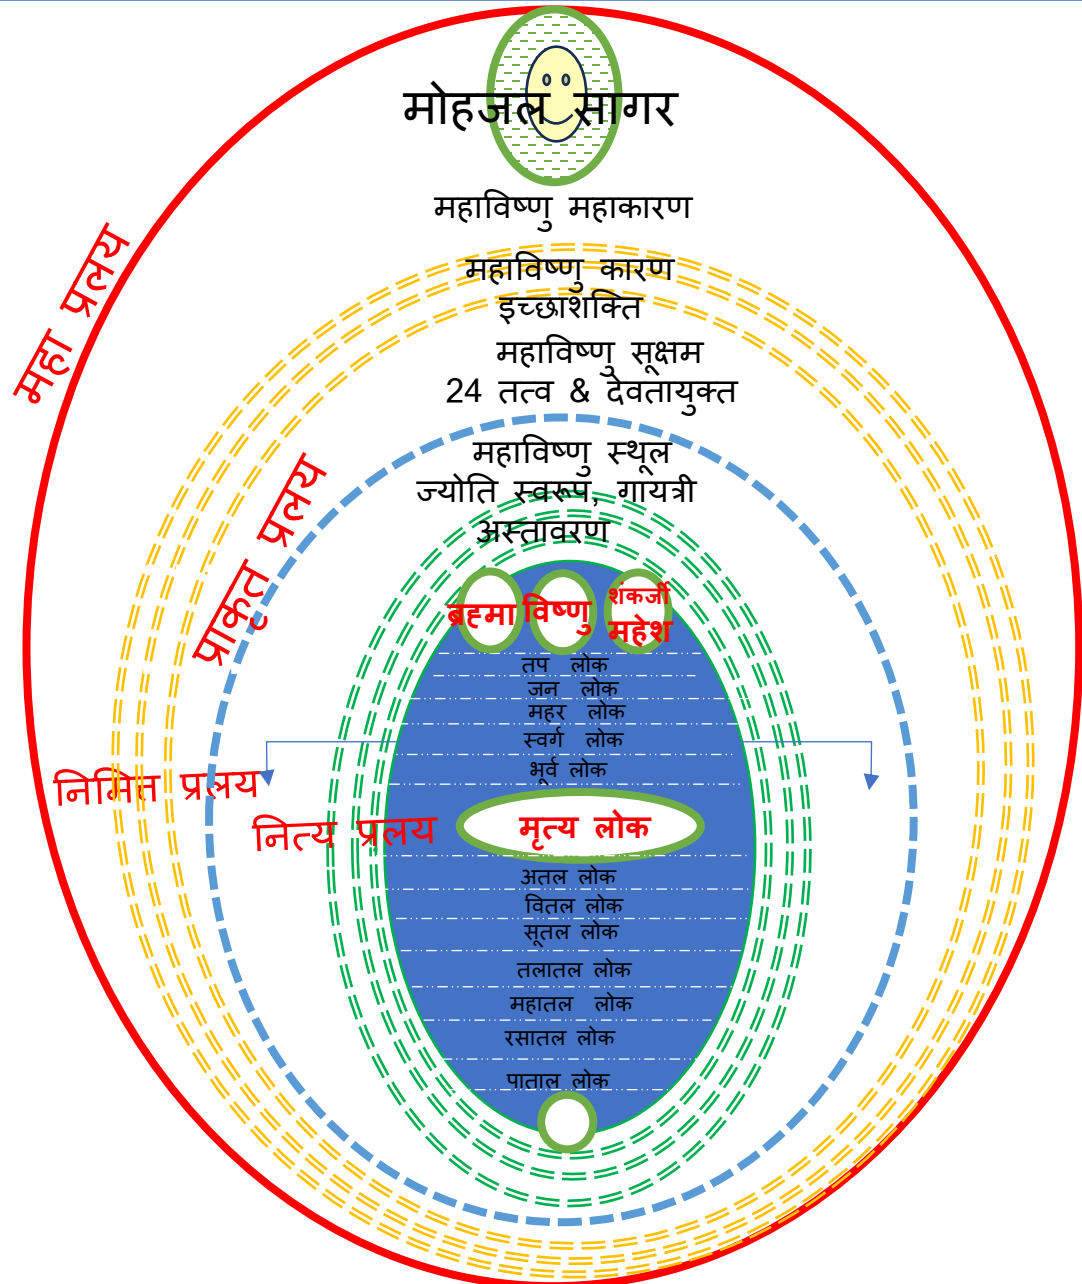 मोहजल सागर
महाविष्णु महाकारण
महा प्रलय
महाविष्णु कारण
इच्छाशक्ति
महाविष्णु सूक्षम
24 तत्व & देवतायुक्त
प्राकृत प्रलय
महाविष्णु स्थूल
ज्योति स्वरूप, गायत्री
अस्तावरण
ब्रह्मा
विष्णु
शंकर्जी
महेश
तप लोक
जन लोक
महर लोक
स्वर्ग लोक
भूर्व लोक
निमित प्रलय
नित्य प्रलय
मृत्य लोक
अतल लोक
वितल लोक
सूतल लोक
तलातल लोक
महातल लोक
रसातल लोक
पाताल लोक